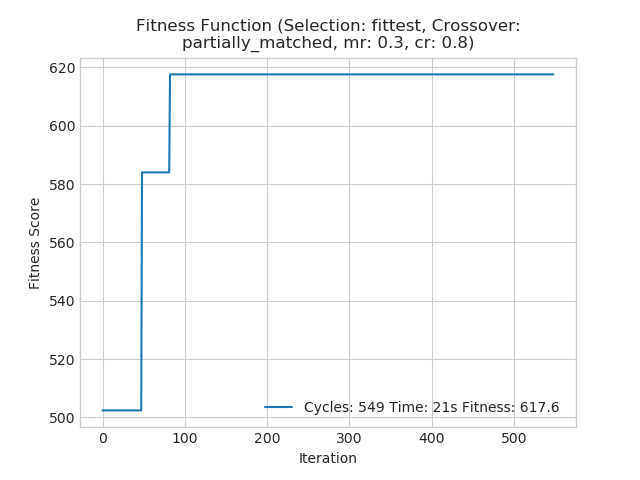 Fitness Function (Selection: fittest, Crossover:
partially_matched, mr: 0.3, cr: 0.8)
Fitness Score
620
600
580
560
540
520
500
Cycles: 549 Time: 21s Fitness: 617.6
0 100 200 300 400 500
Iteration